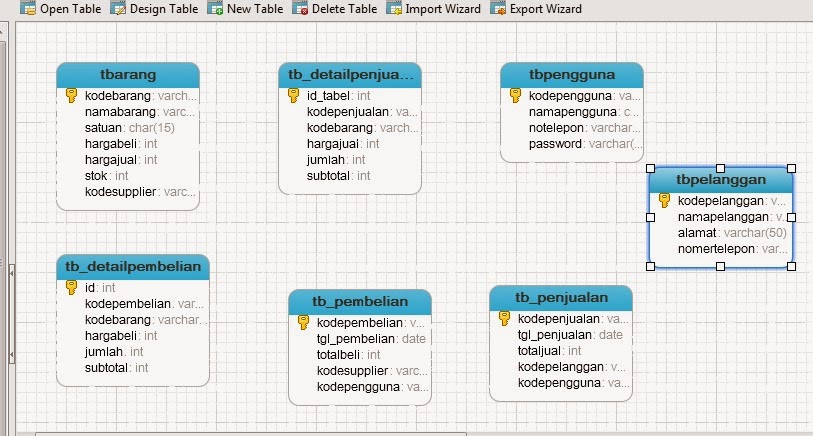 Open Table Design Table New Table Delete Table Import Wizard Export Wizard
tbarang
kodebarang: varch...
namabarang: varc...
satuan: char(15)
hargabeli: int
hargajual: int
stok: int
kodesupplier: varc...
tb_detailpenjua...
id_tabel: int
kodepenjualan: va...
kodebarang: varch...
hargajual: int
jumlah: int
subtotal: int
tbpengguna
kodepengguna: va...
namapengguna: c...
notelepon: varchar...
password: varchar(...
tbpelanggan
kodepelanggan: v...
namapelanggan: v...
alamat: varchar(50)
nomertelepon: var...
tb_detailpembelian
id: int
kodepembelian: var...
kodebarang: varchar...
hargabeli: int
jumlah: int
subtotal: int
tb_pembelian
kodepembelian: v...
tgl_pembelian: date
totalbeli: int
kodesupplier: varc...
kodepengguna: va...
tb_penjualan
kodepenjualan: va...
tgl_penjualan: date
totaljual: int
kodepelanggan: v...
kodepengguna: va...